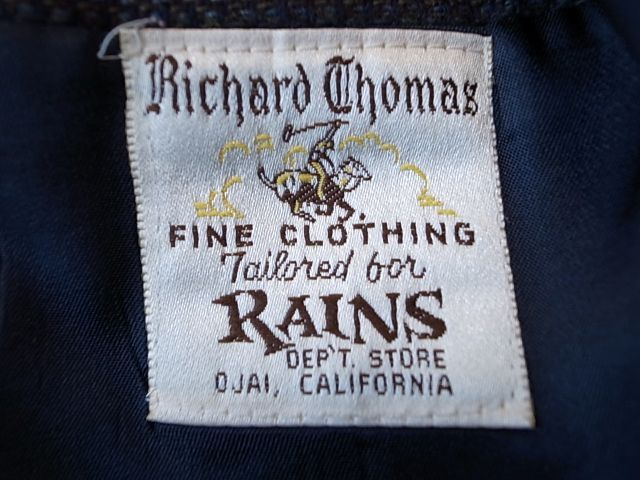 Richard Thomas
FINE CLOTHING
Tailored for
RAINS
DEP'T. STORE
OJAI, CALIFORNIA